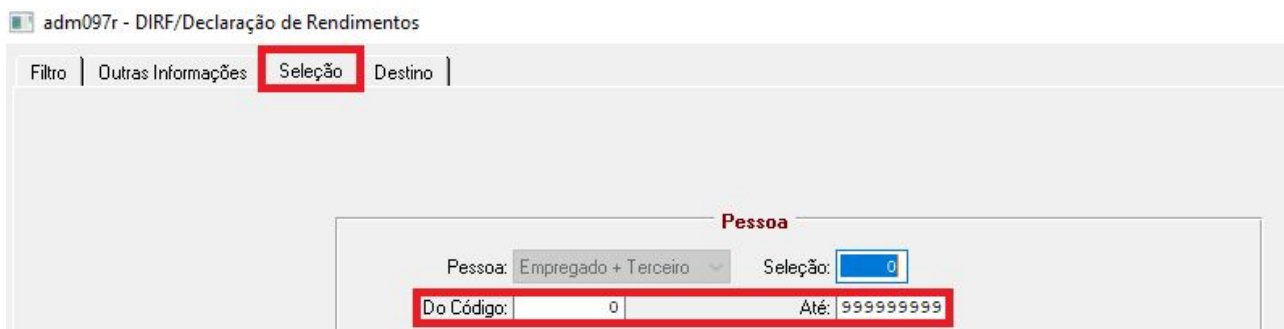 adm097r - DIRF/Declaração de Rendimentos
Filtro Outras Informações Seleção Destino
Pessoa
Pessoa: Empregado + Terceiro Seleção: 0
Do Código: 0 Até: 999999999